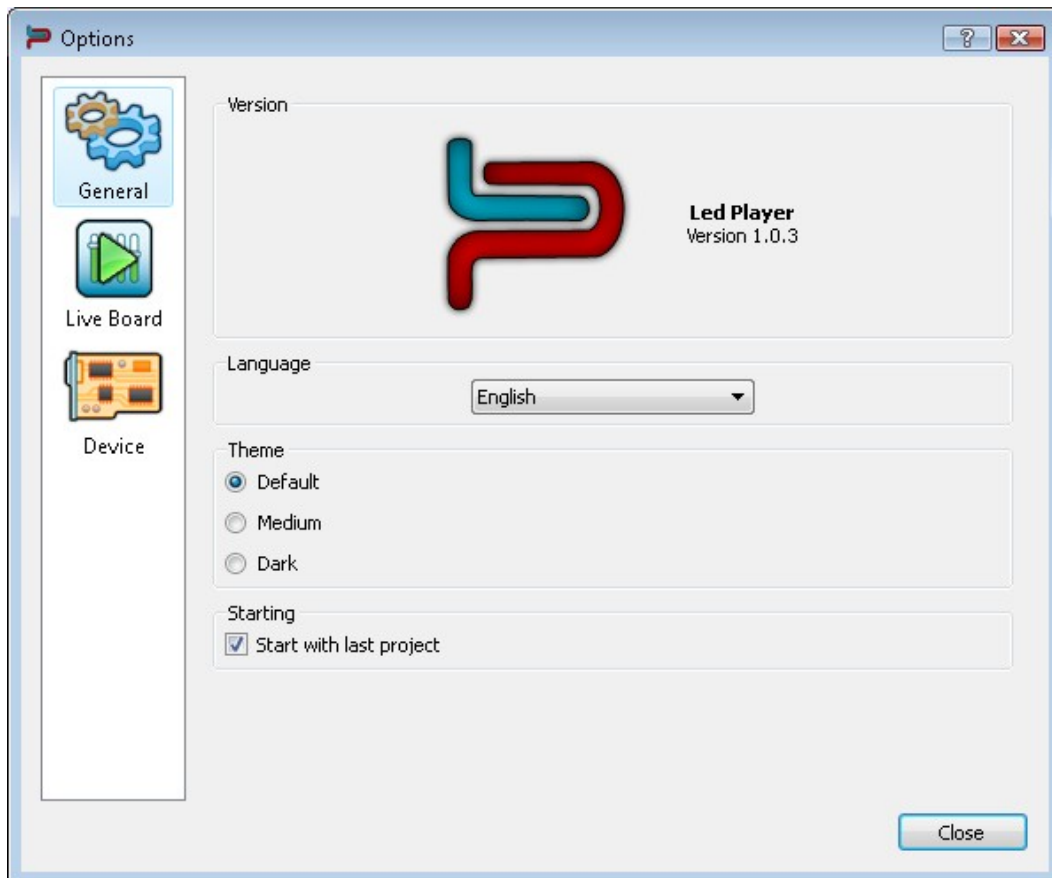 Options
General
Live Board
Device
Version
Led Player
Version 1.0.3
Language
English
Theme
Default
Medium
Dark
Starting
Start with last project
Close